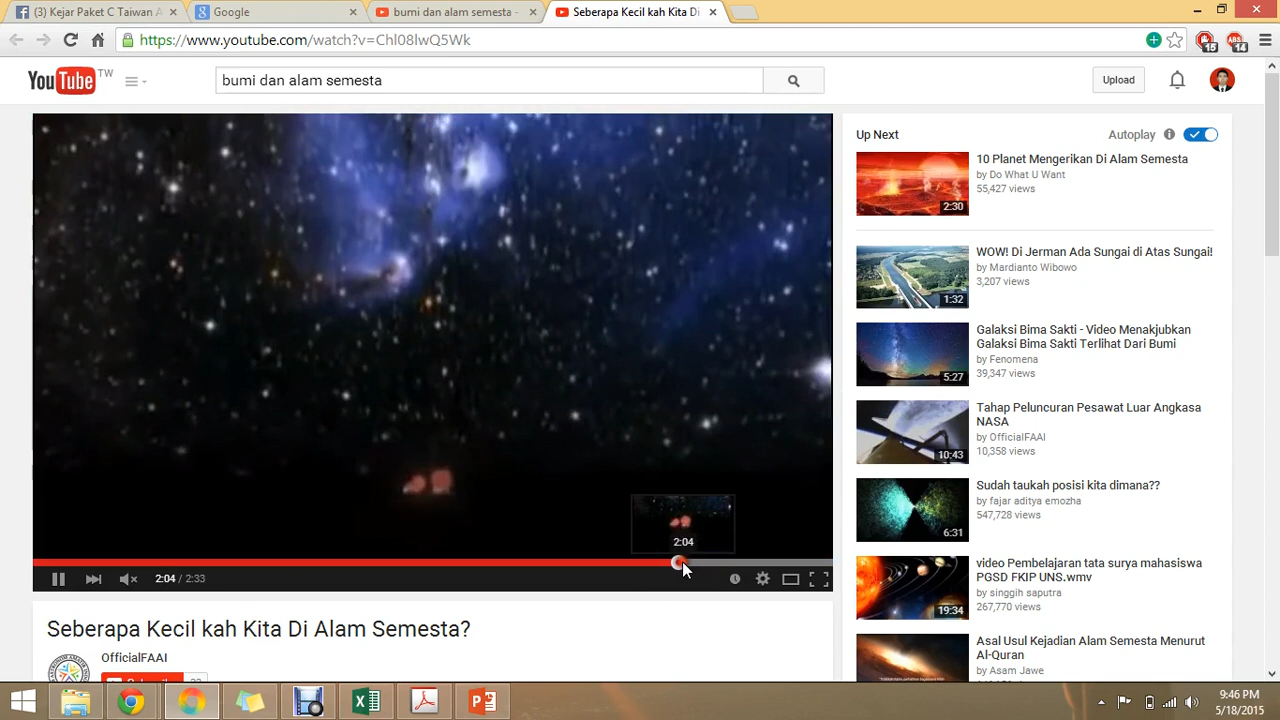 (3) Kejar Paket C Taiwan A
Google
bumi dan alam semesta -
Seberapa Kecil kah Kita Di
https://www.youtube.com/watch?v=Chl08lwQ5Wk
15
ABS
14
YouTube TW
bumi dan alam semesta
Upload
2:04
2:04 / 2:33
Seberapa Kecil kah Kita Di Alam Semesta?
OfficialFAAI
Up Next
Autoplay
10 Planet Mengerikan Di Alam Semesta
by Do What U Want
55,427 views
2:30
WOW! Di Jerman Ada Sungai di Atas Sungai!
by Mardianto Wibowo
3,207 views
1:32
Galaksi Bima Sakti - Video Menakjubkan
Galaksi Bima Sakti Terlihat Dari Bumi
by Fenomena
39,347 views
5:27
Tahap Peluncuran Pesawat Luar Angkasa
NASA
by OfficialFAAI
10,358 views
10:43
Sudah taukah posisi kita dimana??
by fajar aditya emozha
547,728 views
6:31
video Pembelajaran tata surya mahasiswa
PGSD FKIP UNS.wmv
by singgih saputra
267,770 views
19:34
Asal Usul Kejadian Alam Semesta Menurut
Al-Quran
by Asam Jawe
9:46 PM
5/18/2015